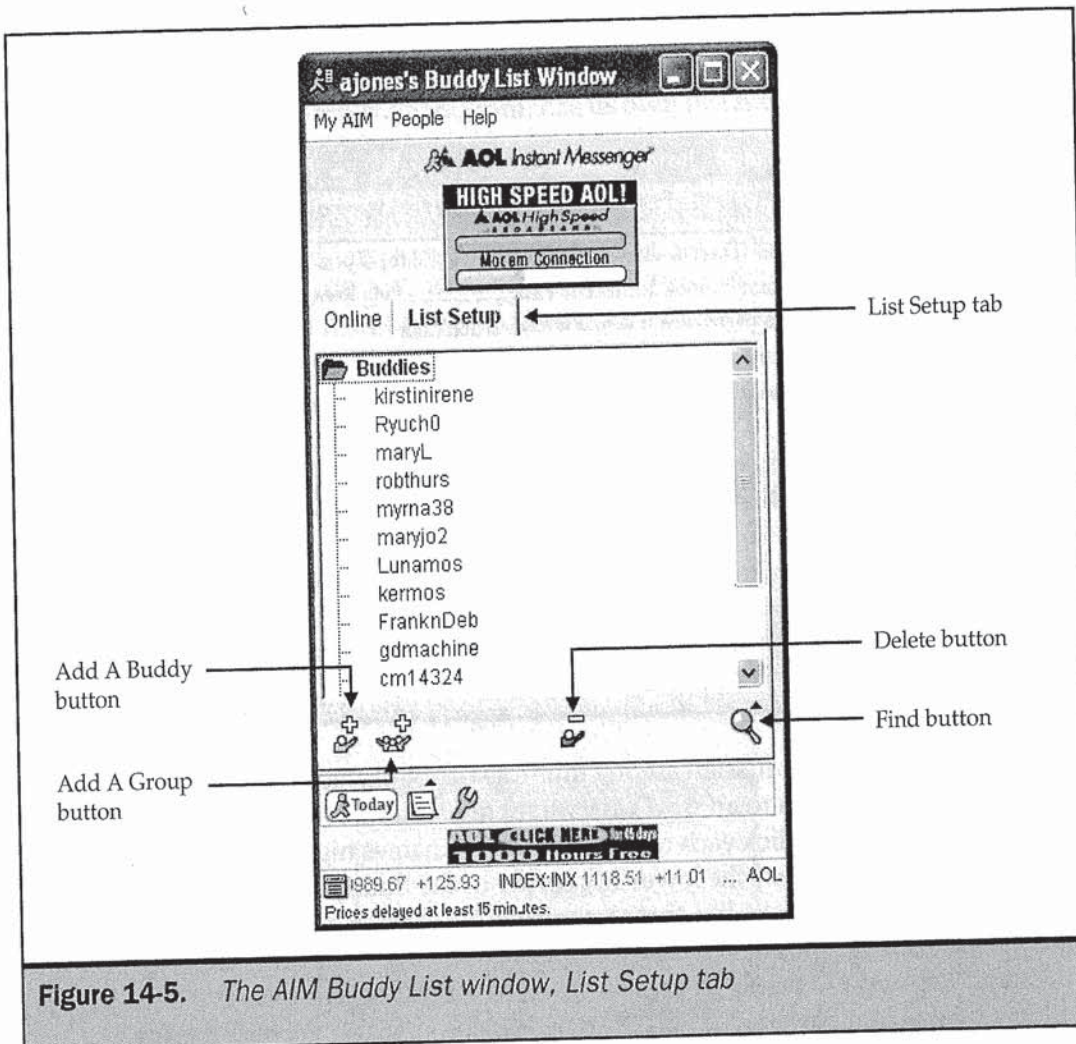 ajones's Buddy List Window
My AIM People Help
AOL Instant Messenger
HIGH SPEED AOL!
AOL High Speed
BROADBAND
Modem Connection
Online List Setup
List Setup tab
Buddies
kirstinirene
Ryuch0
maryL
robthurs
myrna38
maryjo2
Lunamos
kermos
FranknDeb
gdmachine
cm14324
Add A Buddy
button
Delete button
Find button
Add A Group
button
Today
AOL CLICK HERE for 45 days
1000 Hours Free
989.67 +125.93 INDEX:INX 1118.51 +11.01 ... AOL
Prices delayed at least 15 minutes.
Figure 14-5. The AIM Buddy List window, List Setup tab